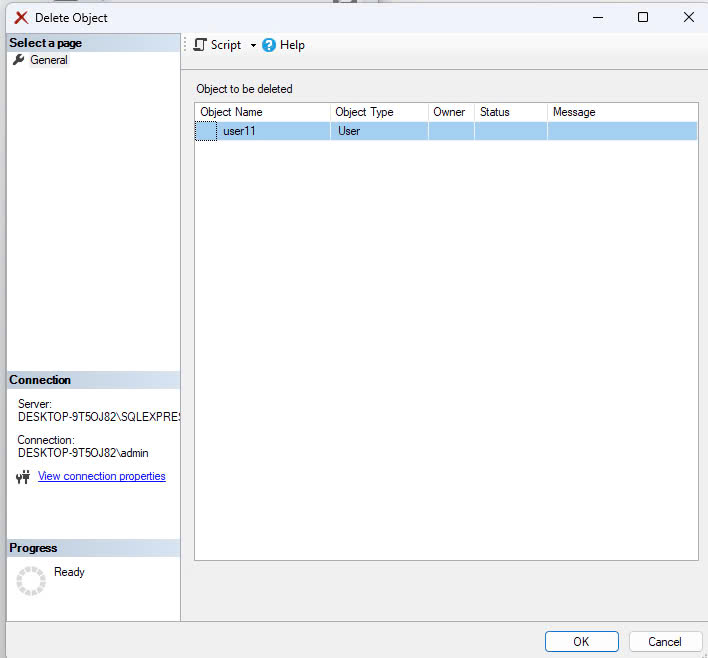 Delete Object
Select a page
General
Script
Help
Object to be deleted
Object Name Object Type Owner Status Message
user11 User
Connection
Server:
DESKTOP-9T5OJ82\SQLEXPRES
Connection:
DESKTOP-9T5OJ82\admin
View connection properties
Progress
Ready
OK
Cancel